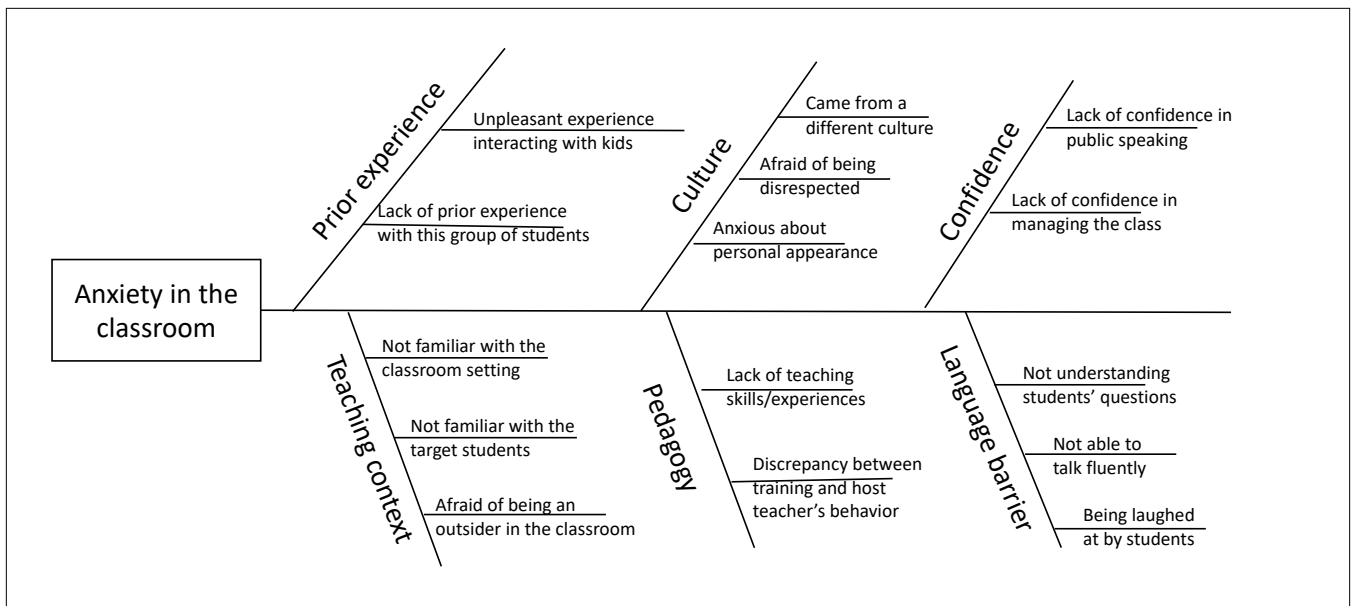 Prior experience
Unpleasant experience
interacting with kids
Lack of prior experience
with this group of students
Culture
Came from a
different culture
Afraid of being
disrespected
Anxious about
personal appearance
Confidence
Lack of confidence in
public speaking
Lack of confidence in
managing the class
Anxiety in the
classroom
Teaching context
Not familiar with the
classroom setting
Not familiar with the
target students
Afraid of being an
outsider in the classroom
Pedagogy
Lack of teaching
skills/experiences
Discrepancy between
training and host
teacher’s behavior
Language barrier
Not understanding
students’ questions
Not able to
talk fluently
Being laughed
at by students